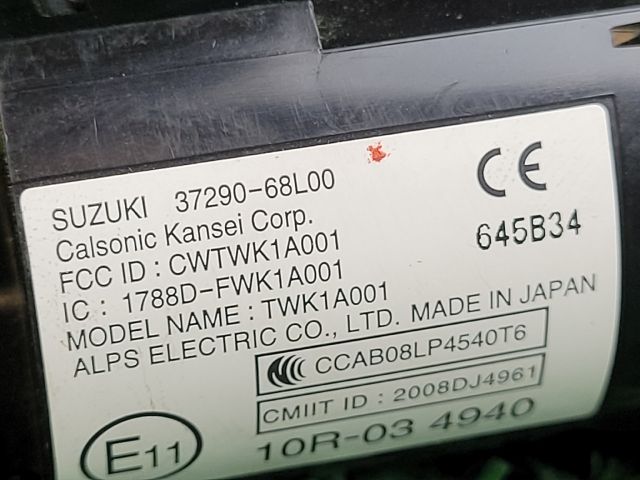 SUZUKI 37290-68L00
Calsonic Kansei Corp.
FCC ID : CWTWK1A001
IC : 1788D-FWK1A001
MODEL NAME : TWK1A001
ALPS ELECTRIC CO., LTD. MADE IN JAPAN
CE
645B34
CCC CCAB08LP4540T6
CMIIT ID : 2008DJ4961
E11
10R-03 4940